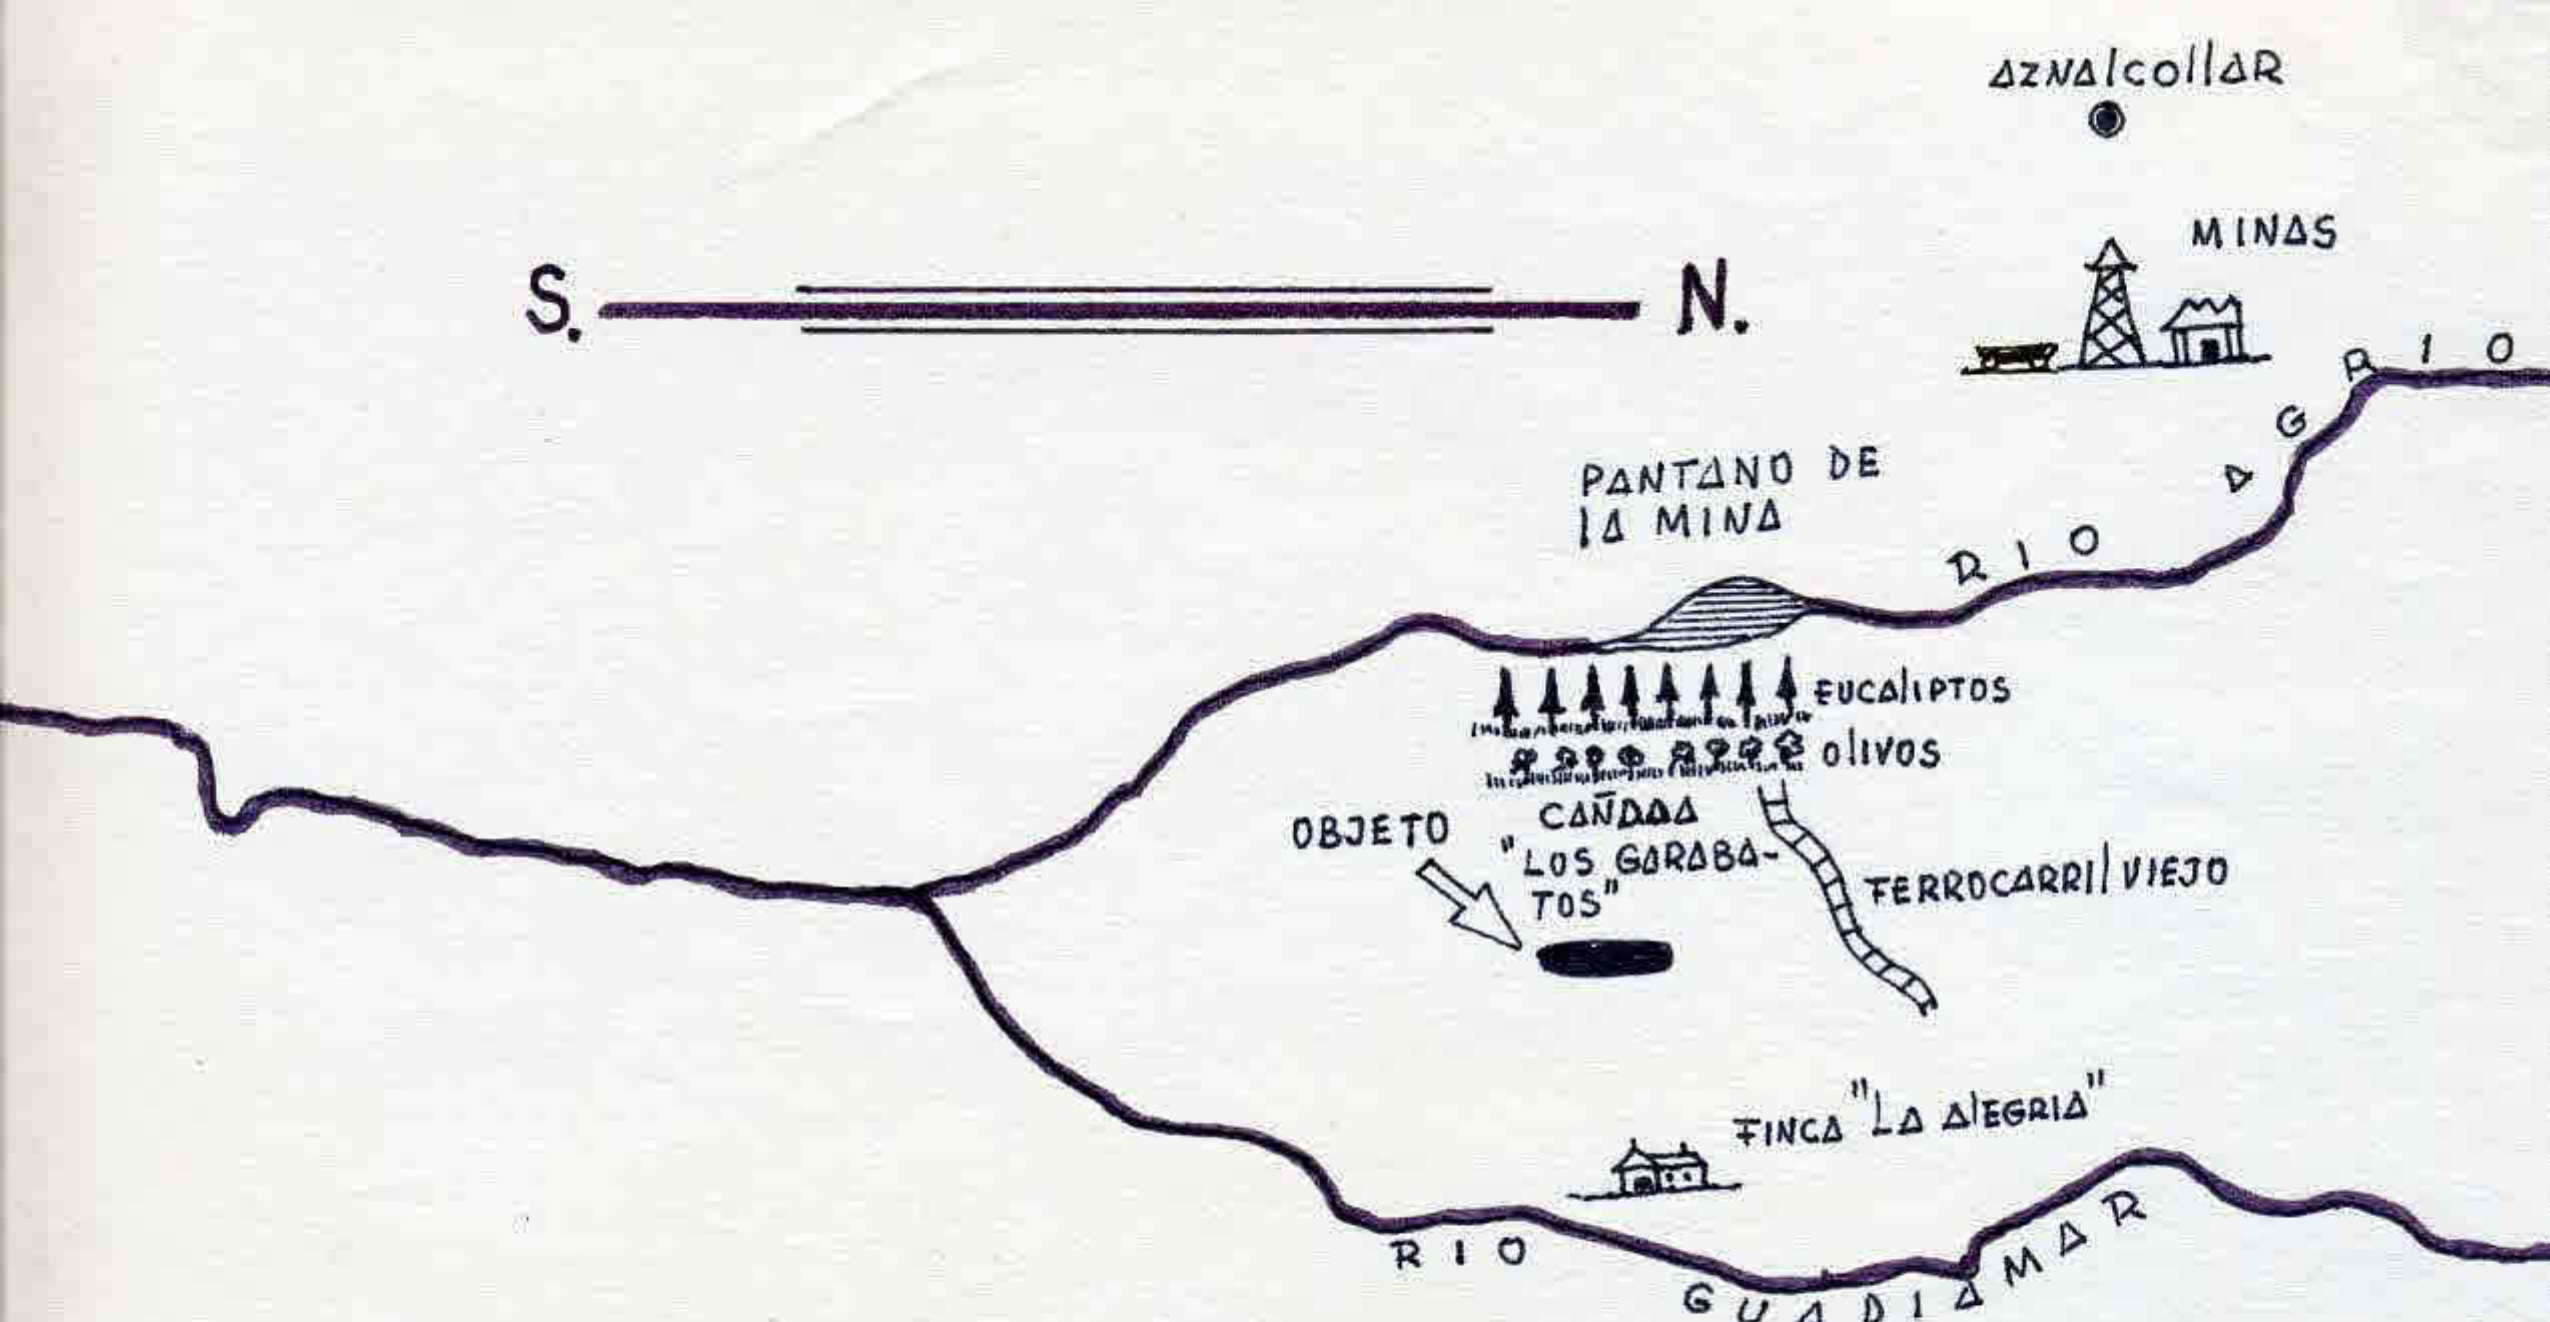 AZNAlCOllAR
MINAS
S. N.
RIO
AGRIO
PANTANO DE
lA MINA
EUCAlIPTOS
OlIVOS
CAÑDAA
"LOS GARABA-
TOS"
OBJETO
FERROCARRIl VIEJO
FINCA "LA AlEGRIA"
RIO
GUADIAMAR